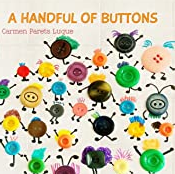 A HANDFUL OF BUTTONS
Carmen Parets Luque